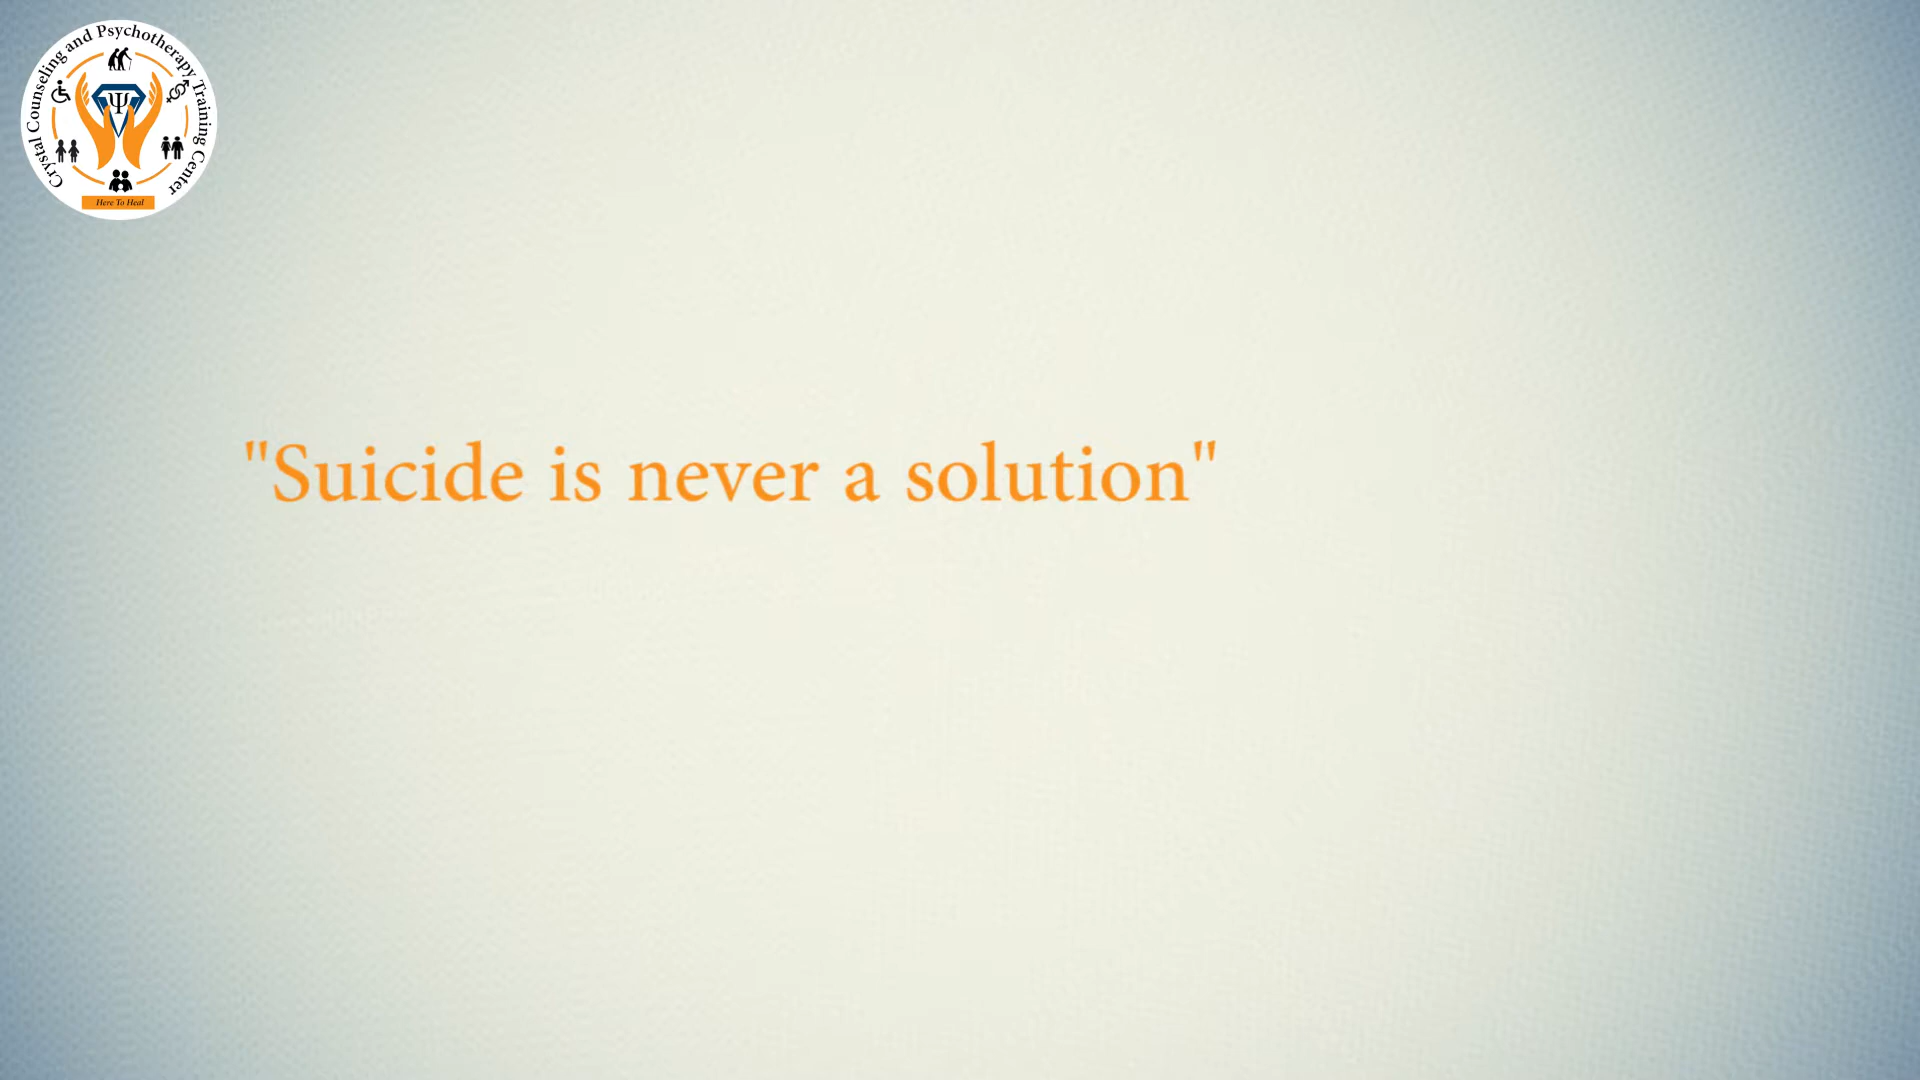 Crystal Counseling and Psychotherapy Training Center
Ψ
Here To Heal
"Suicide is never a solution"